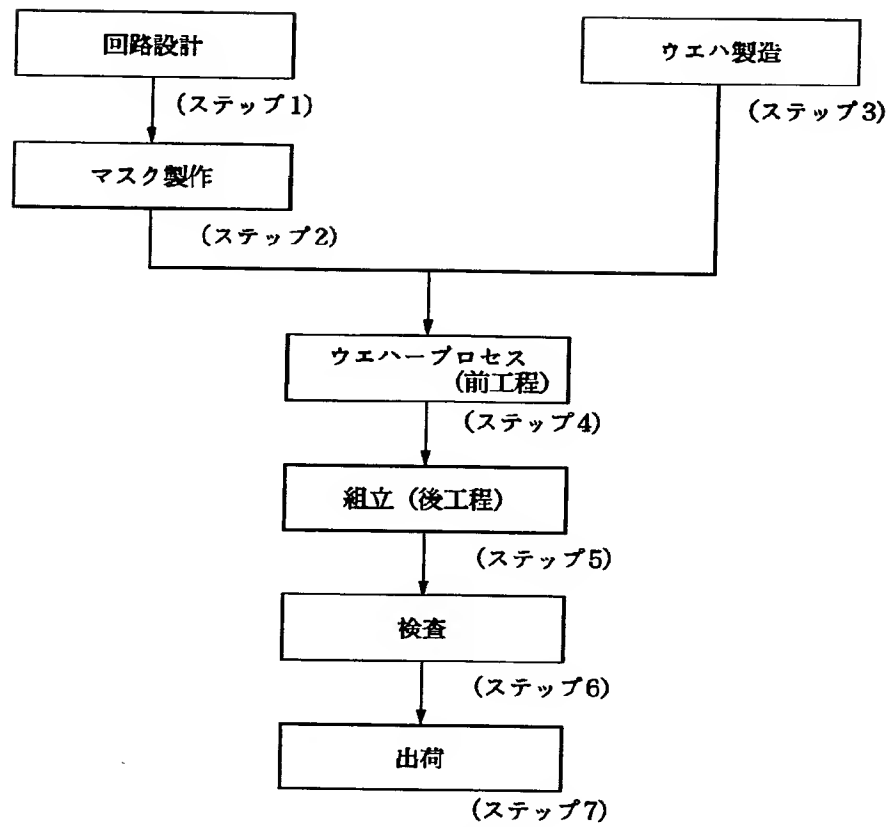 回路設計
(ステップ1)
ウエハ製造
(ステップ3)
マスク製作
(ステップ2)
ウエハープロセス
(前工程)
(ステップ4)
組立(後工程)
(ステップ5)
検査
(ステップ6)
出荷
(ステップ7)